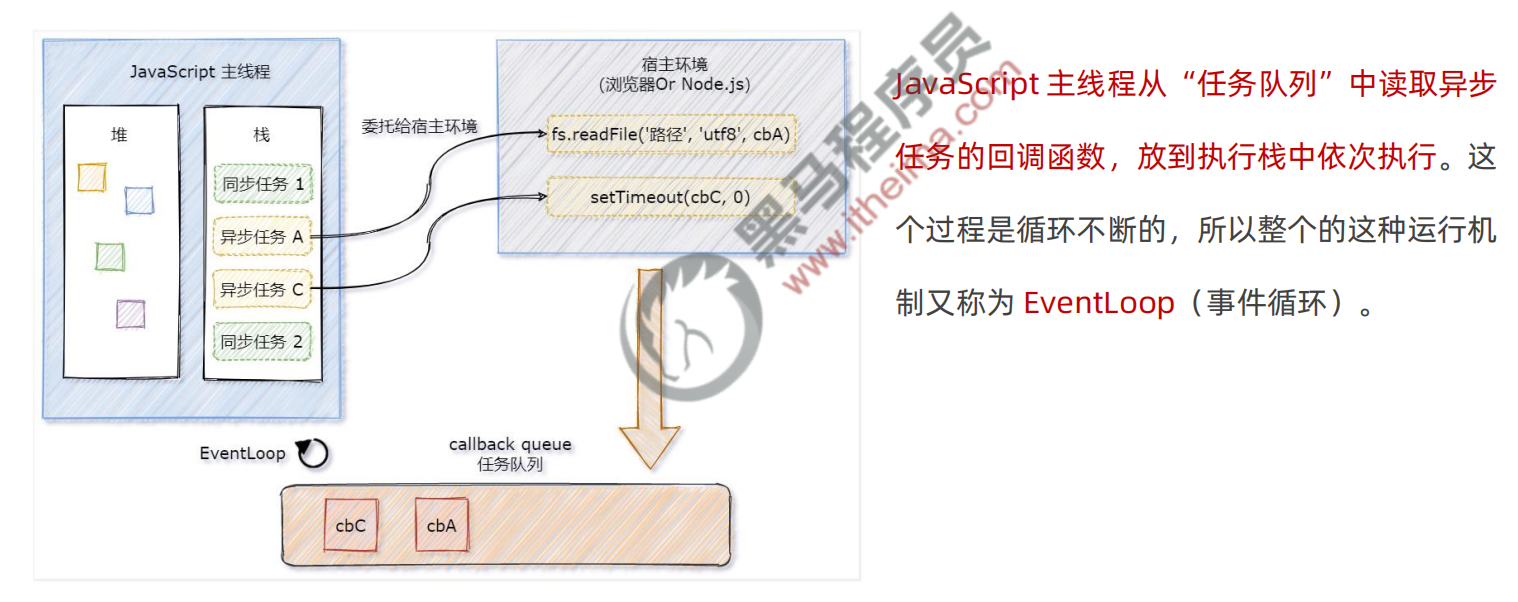 JavaScript 主线程
堆
栈
同步任务 1
异步任务 A
异步任务 C
同步任务 2
委托给宿主环境
宿主环境
(浏览器Or Node.js)
fs.readFile('路径', 'utf8', cbA)
setTimeout(cbC, 0)
EventLoop
callback queue
任务队列
cbC
cbA
JavaScript 主线程从“任务队列”中读取异步
任务的回调函数，放到执行栈中依次执行。这
个过程是循环不断的，所以整个的这种运行机
制又称为 EventLoop（事件循环）。
黑马程序员
www.itheima.com